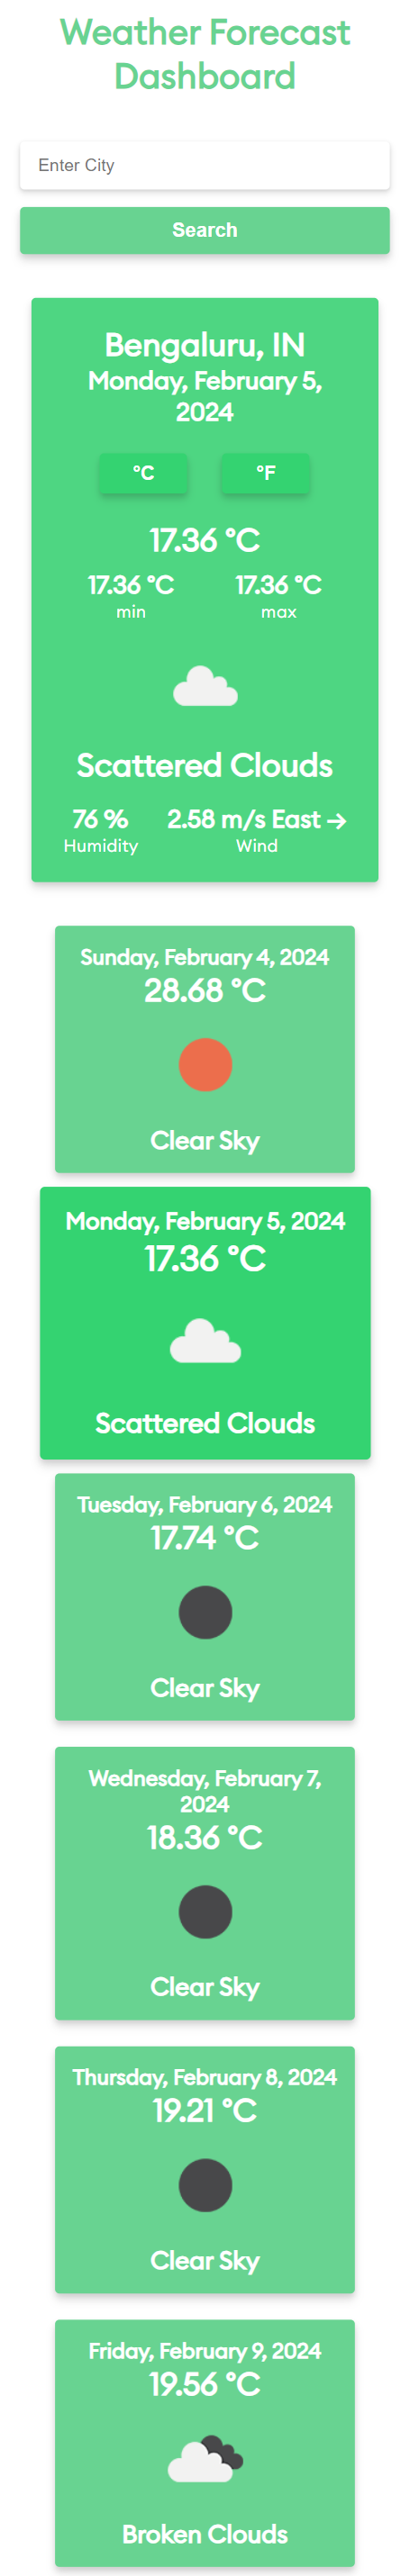 Weather Forecast
Dashboard
Enter City
Search
Bengaluru, IN
Monday, February 5,
2024
°C °F
17.36 °C
17.36 °C 17.36 °C
min max
Scattered Clouds
76 % 2.58 m/s East →
Humidity Wind
Sunday, February 4, 2024
28.68 °C
Clear Sky
Monday, February 5, 2024
17.36 °C
Scattered Clouds
Tuesday, February 6, 2024
17.74 °C
Clear Sky
Wednesday, February 7,
2024
18.36 °C
Clear Sky
Thursday, February 8, 2024
19.21 °C
Clear Sky
Friday, February 9, 2024
19.56 °C
Broken Clouds